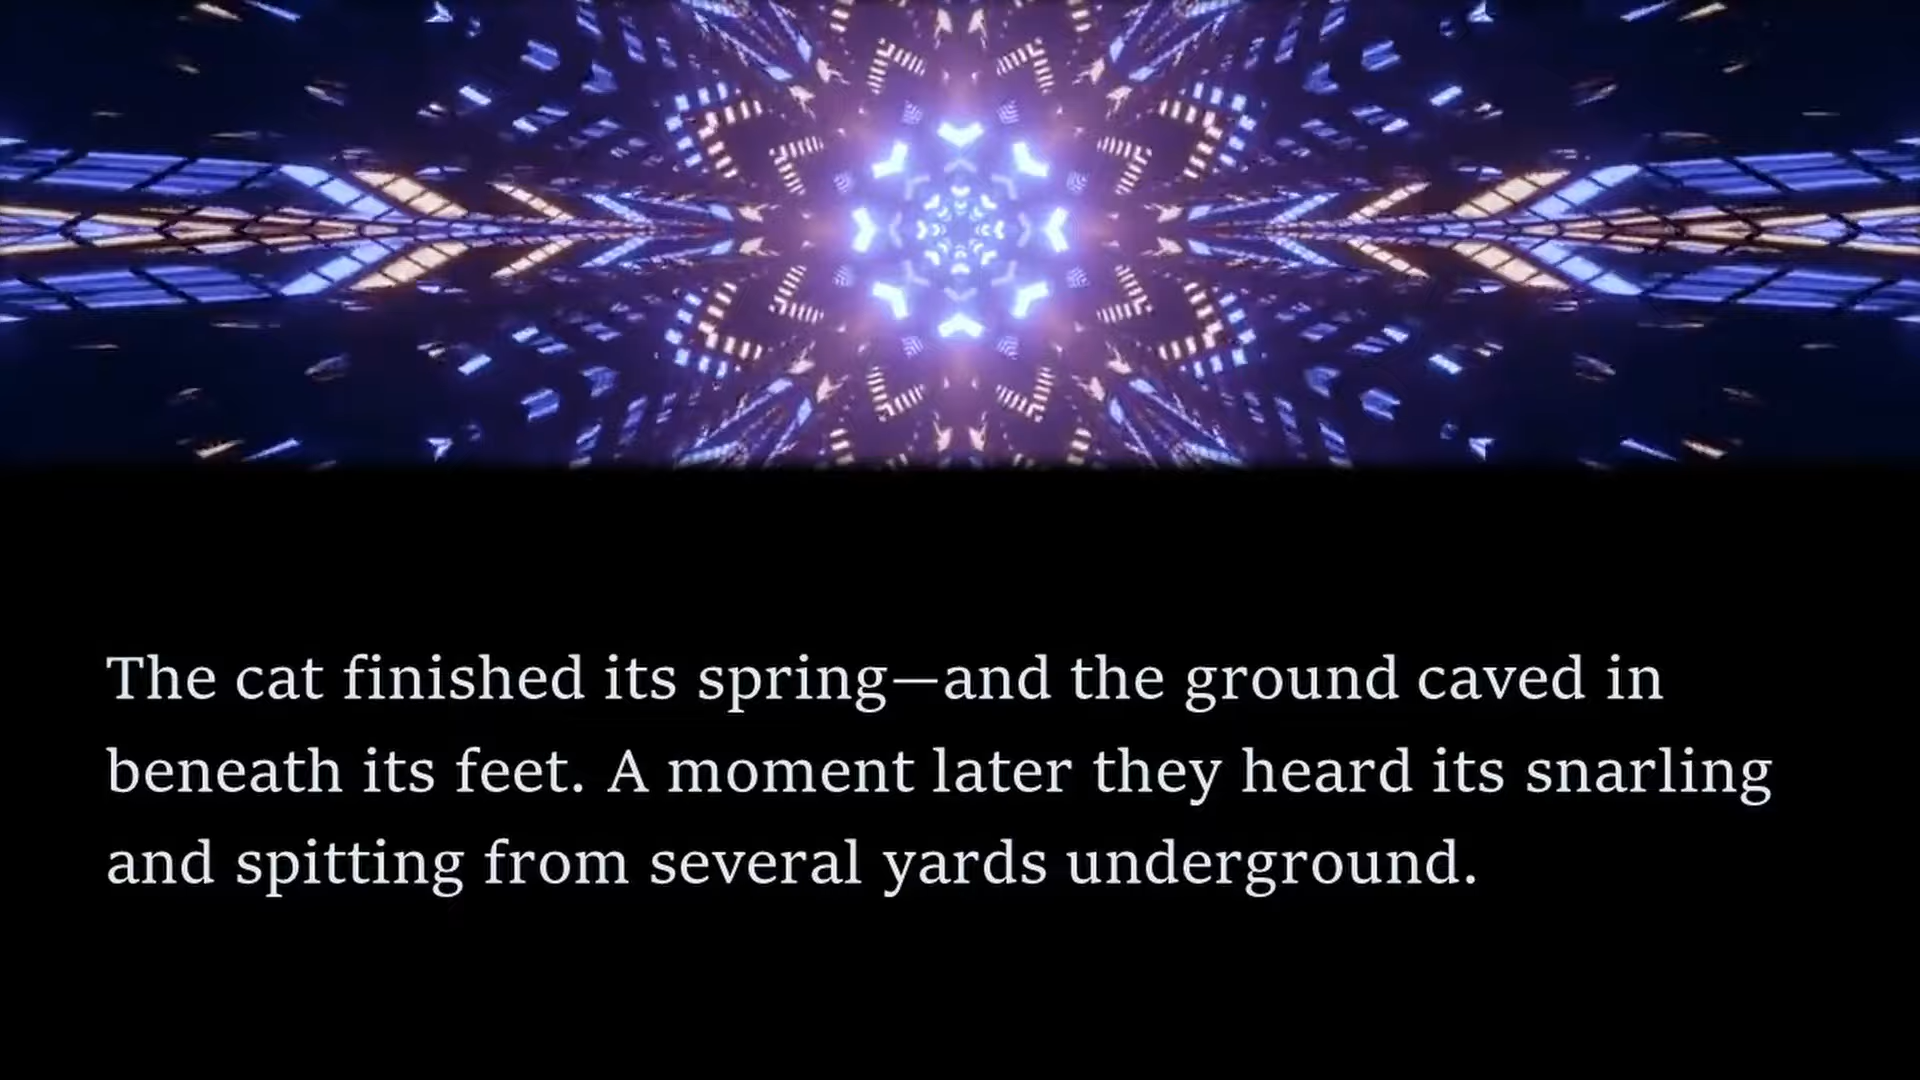 The cat finished its spring—and the ground caved in
beneath its feet. A moment later they heard its snarling
and spitting from several yards underground.